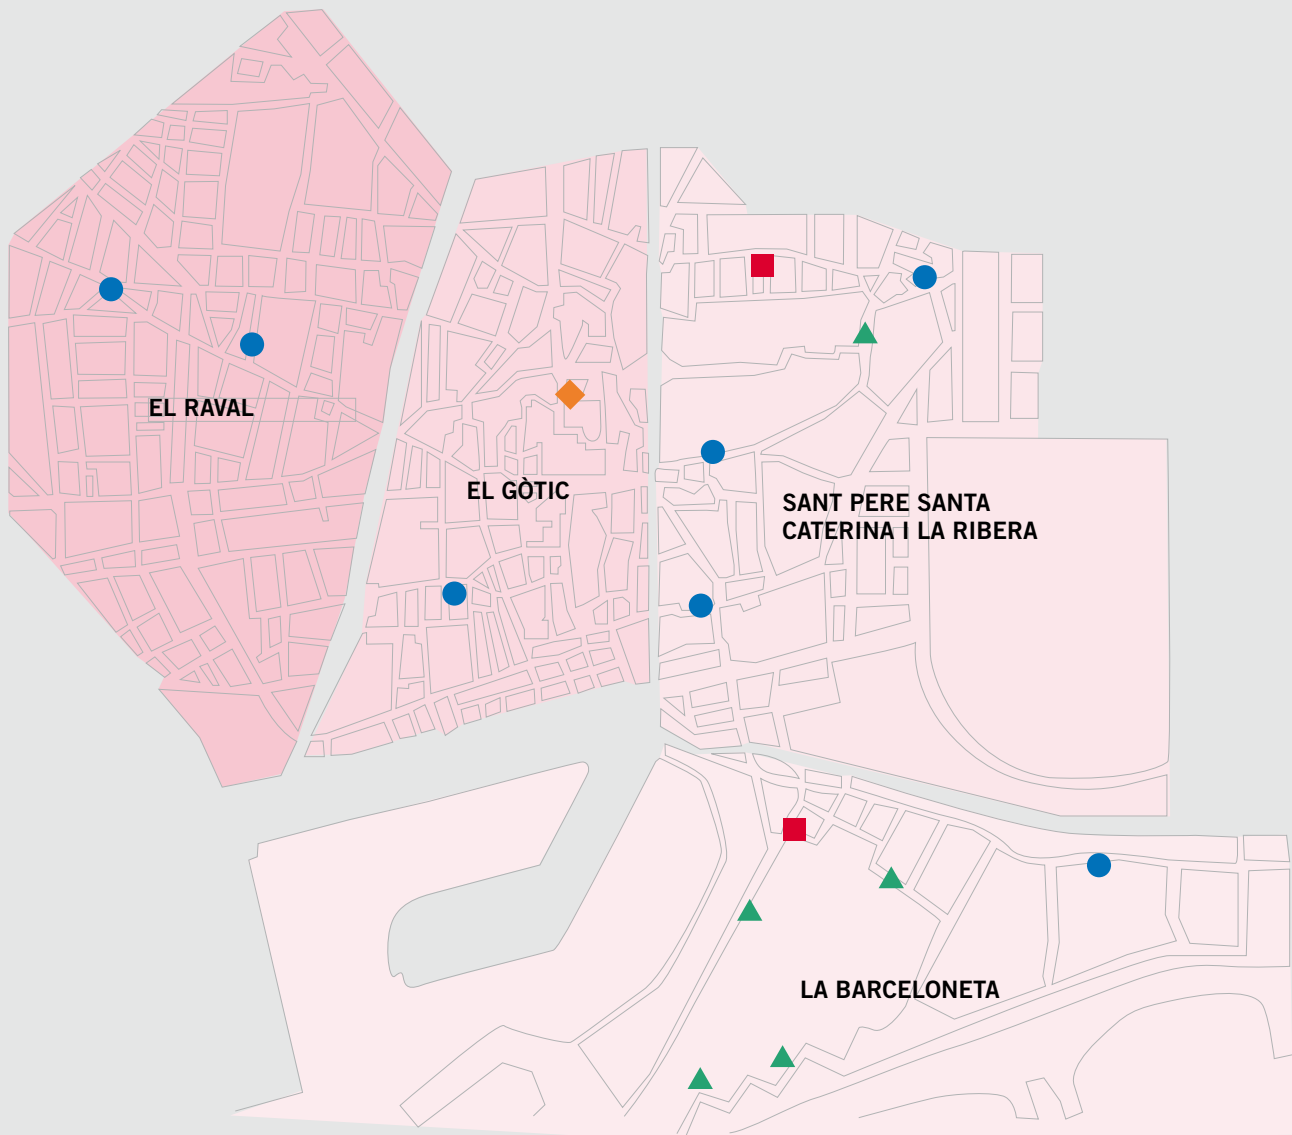 EL RAVAL
EL GÒTIC
SANT PERE SANTA
CATERINA I LA RIBERA
LA BARCELONETA